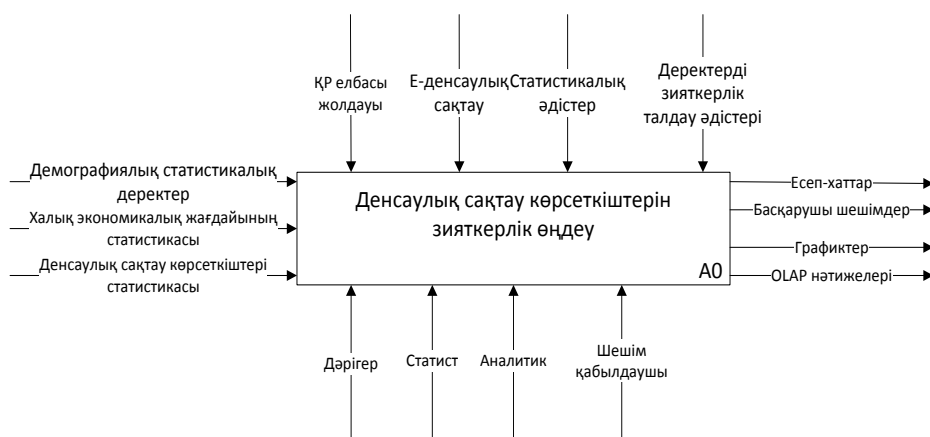 ҚР елбасы
жолдауы
Е-денсаулық
сақтау
Статистикалық
әдістер
Деректерді
зияткерлік
талдау әдістері
Демографиялық статистикалық
деректер
Халық экономикалық жағдайының
статистикасы
Денсаулық сақтау көрсеткіштері
статистикасы
Денсаулық сақтау көрсеткіштерін
зияткерлік өңдеу
A0
Есеп-хаттар
Басқарушы шешімдер
Графиктер
OLAP нәтижелері
Дәрігер
Статист
Аналитик
Шешім
қабылдаушы